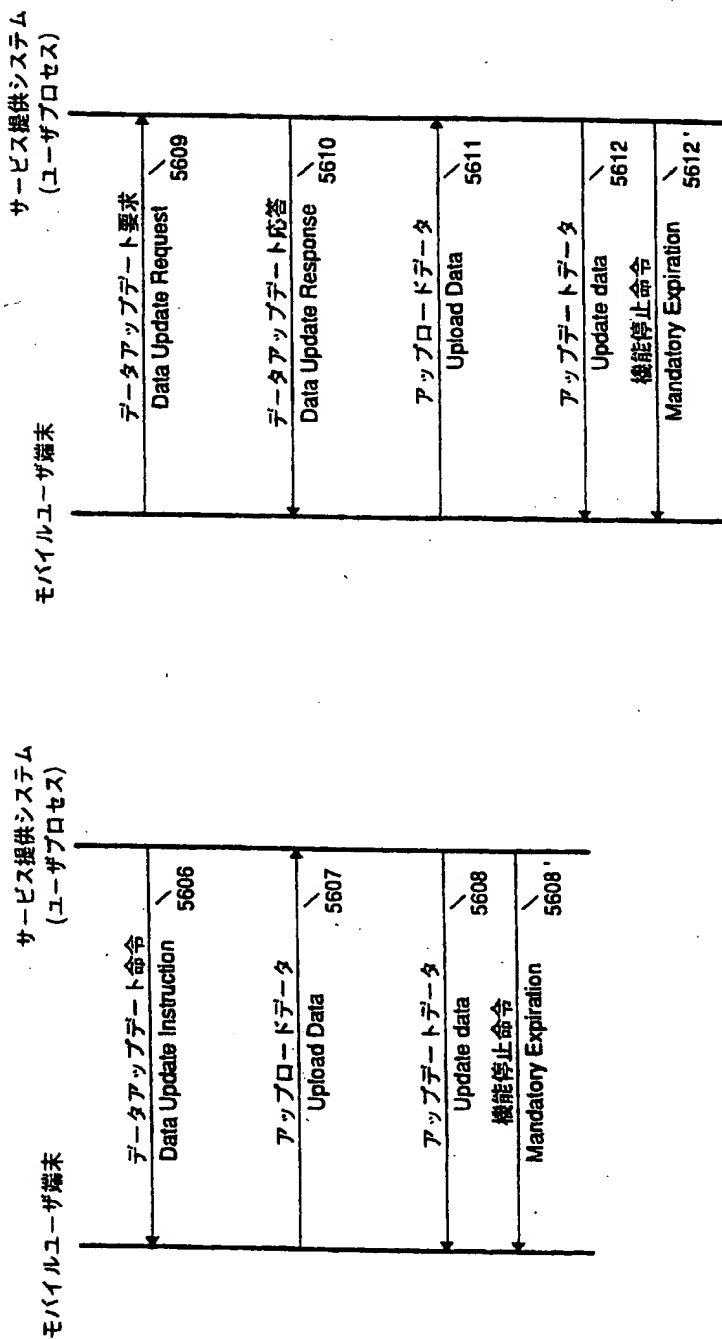 モバイルユーザ端末
サービス提供システム
(ユーザプロセス)
データアップデート命令
Data Update Instruction
5606
アップロードデータ
Upload Data
5607
アップデートデータ
Update data
5608
機能停止命令
Mandatory Expiration
5608'
モバイルユーザ端末
サービス提供システム
(ユーザプロセス)
データアップデート要求
Data Update Request
5609
データアップデート応答
Data Update Response
5610
アップロードデータ
Upload Data
5611
アップデートデータ
Update data
5612
機能停止命令
Mandatory Expiration
5612'